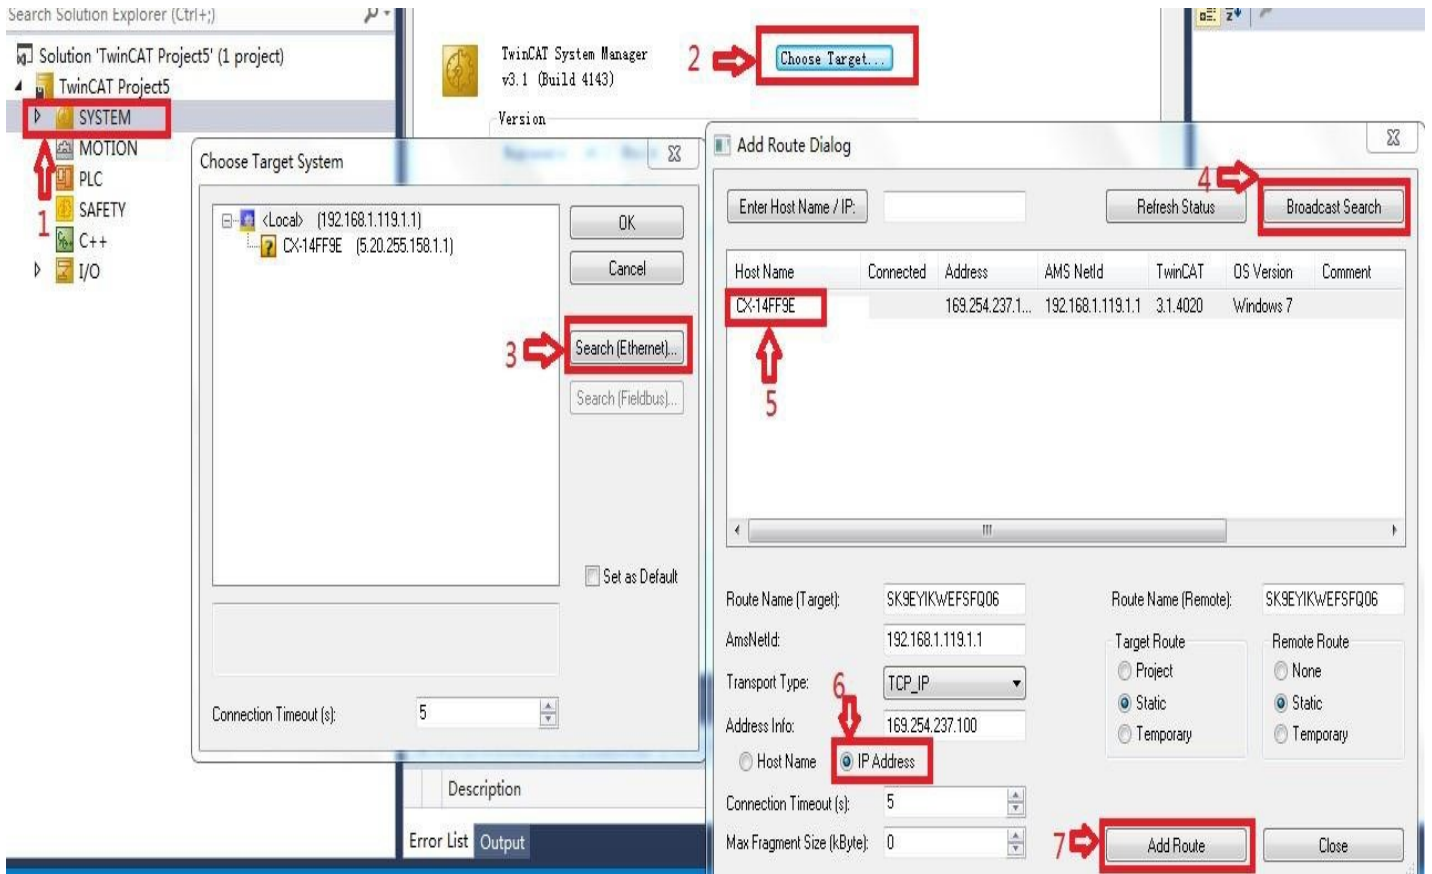 Search Solution Explorer (Ctrl+;)
Solution 'TwinCAT Project5' (1 project)
TwinCAT Project5
SYSTEM
MOTION
PLC
SAFETY
C++
I/O
1
TwinCAT System Manager
v3.1 (Build 4143)
2
Choose Target...
Version
Choose Target System
<Local> (192.168.1.119.1.1)
CX-14FF9E (5.20.255.158.1.1)
OK
Cancel
3
Search (Ethernet)...
Search (Fieldbus)...
Set as Default
Connection Timeout (s): 5
Description
Error List Output
Add Route Dialog
Enter Host Name / IP:
Refresh Status
4
Broadcast Search
Host Name Connected Address AMS NetId TwinCAT OS Version Comment
CX-14FF9E 169.254.237.1... 192.168.1.119.1.1 3.1.4020 Windows 7
5
Route Name (Target): SK9EYIKWEFSFQ06
Route Name (Remote): SK9EYIKWEFSFQ06
AmsNetId: 192.168.1.119.1.1
Transport Type: TCP_IP
Address Info: 169.254.237.100
6
Host Name IP Address
Connection Timeout (s): 5
Max Fragment Size (kByte): 0
Target Route
Project
Static
Temporary
Remote Route
None
Static
Temporary
7
Add Route
Close